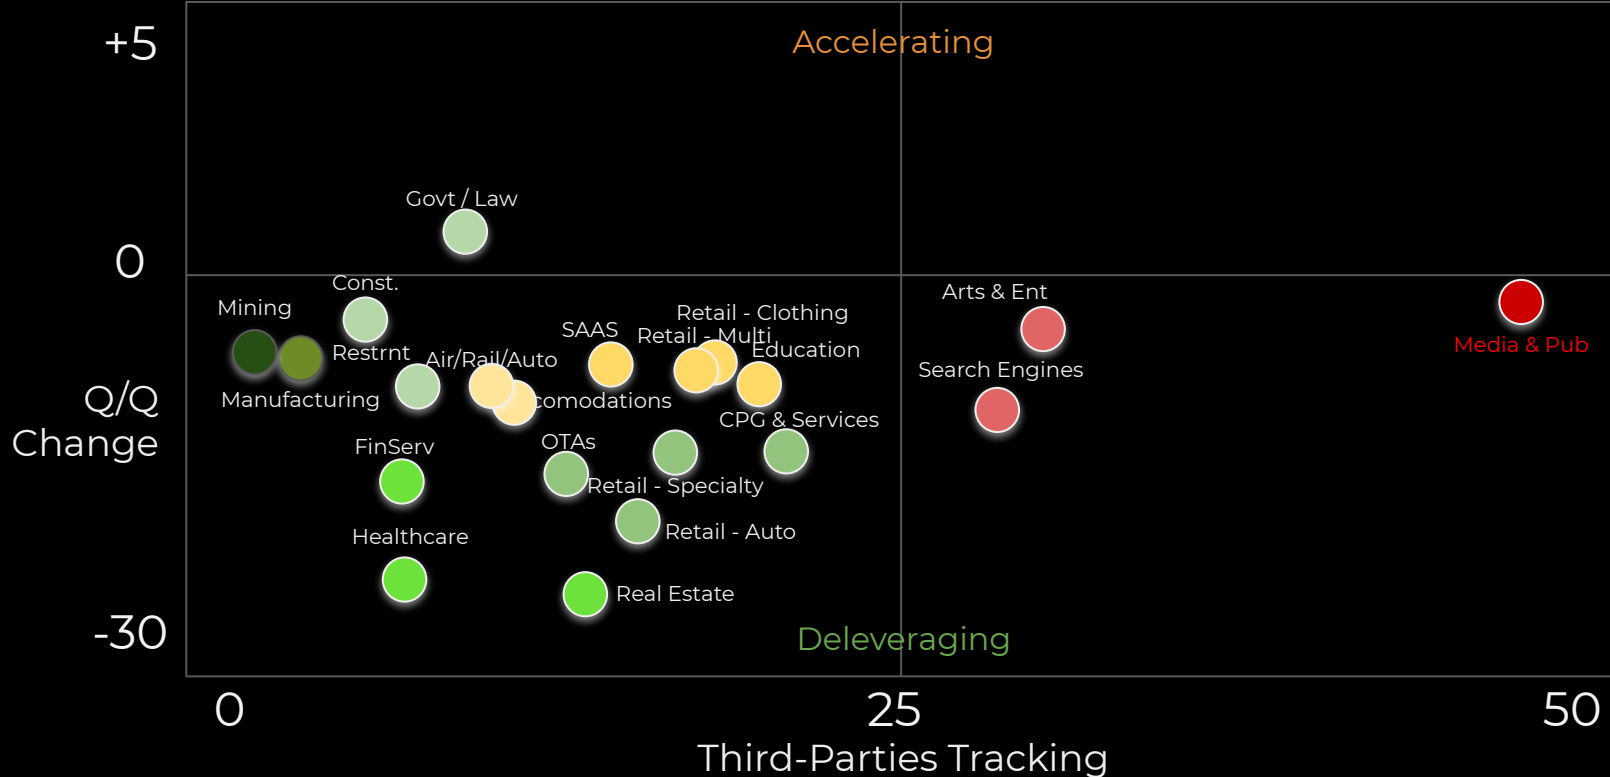 +5
Accelerating
Govt / Law
0
Const.
Mining
Arts & Ent
Retail - Clothing
SAAS
Retail - Multi
Media & Pub
Restrnt
Air/Rail/Auto
Education
Search Engines
Manufacturing
comodations
Q/Q
Change
CPG & Services
FinServ
OTAs
Retail - Specialty
Retail - Auto
Healthcare
Real Estate
-30
Deleveraging
0
25
50
Third-Parties Tracking